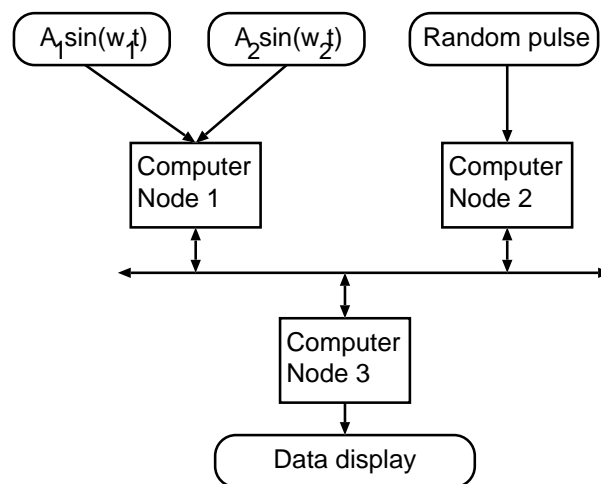 A₁sin(w₁t)
A₂sin(w₂t)
Random pulse
Computer
Node 1
Computer
Node 2
Computer
Node 3
Data display